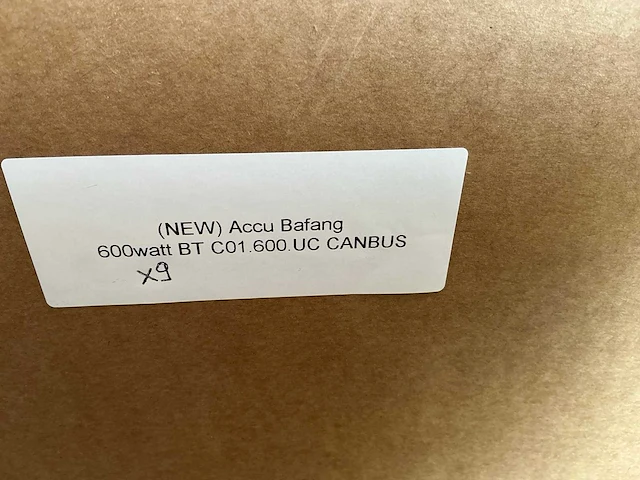 (NEW) Accu Bafang
600watt BT C01.600.UC CANBUS
x9